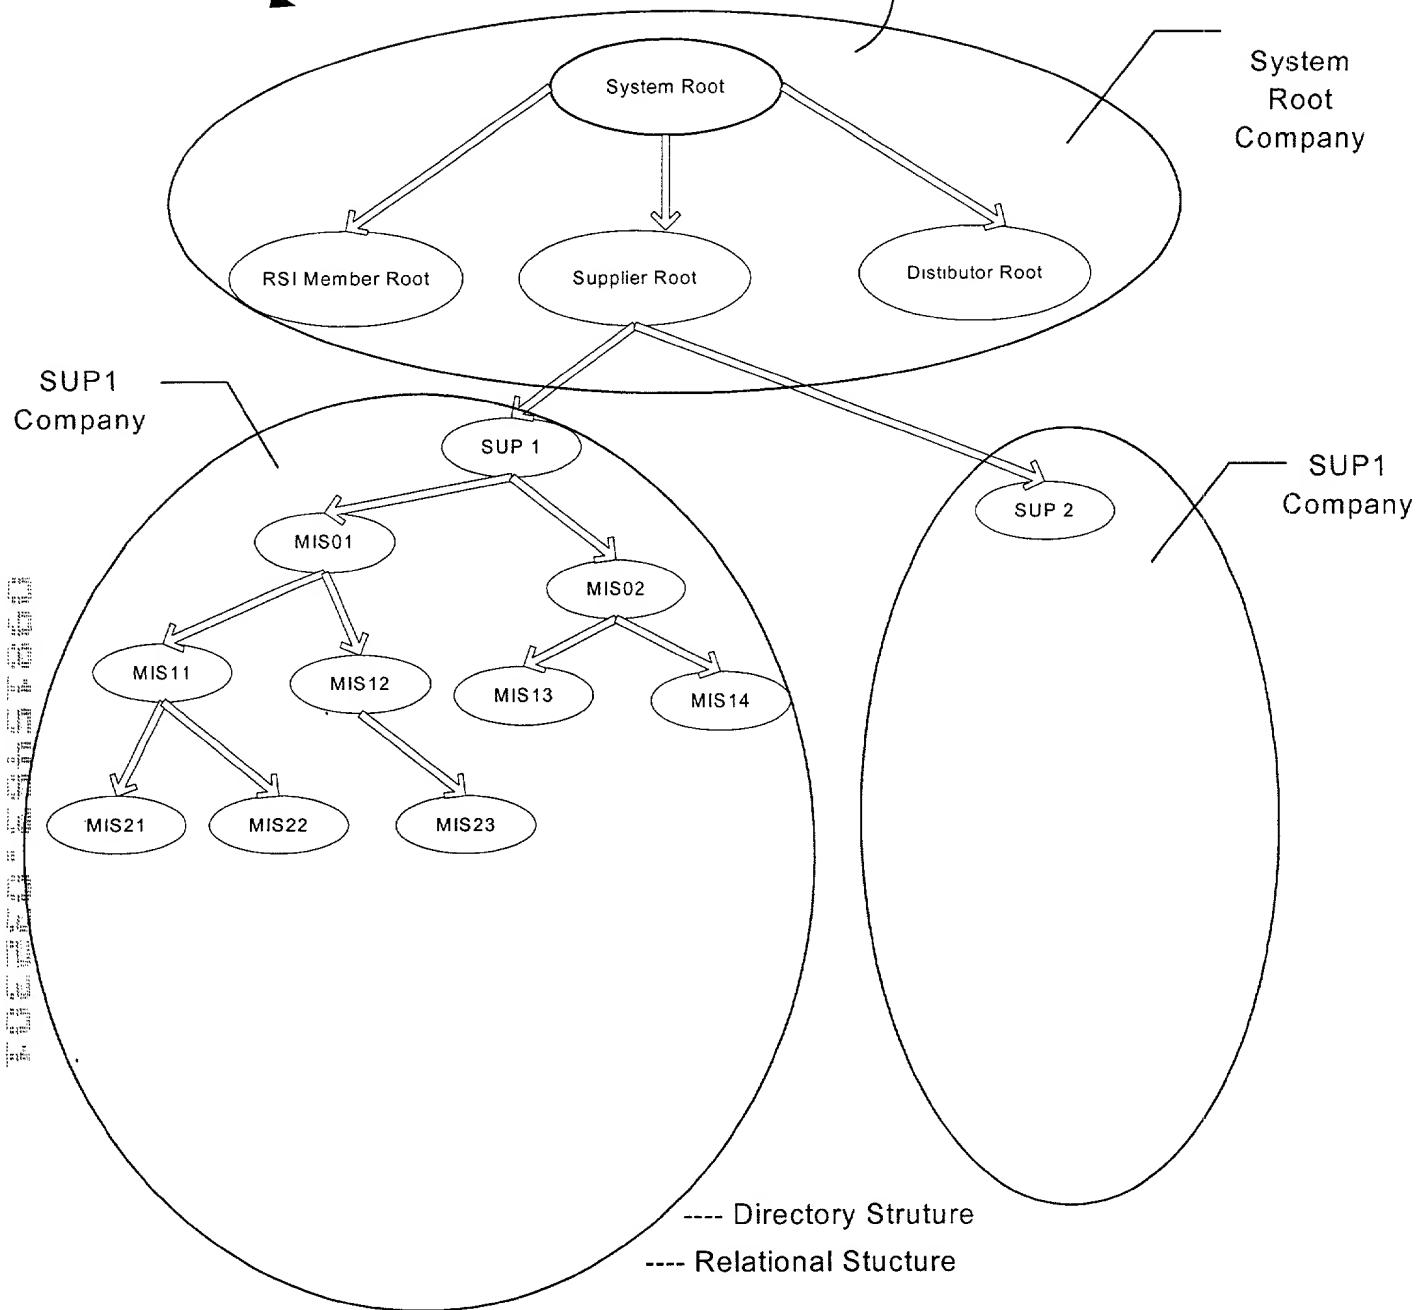 System Root
System
Root
Company
RSI Member Root
Supplier Root
Distibutor Root
SUP1
Company
SUP 1
SUP1
Company
SUP 2
MIS01
MIS02
MIS11
MIS12
MIS13
MIS14
MIS21
MIS22
MIS23
---- Directory Struture
---- Relational Stucture